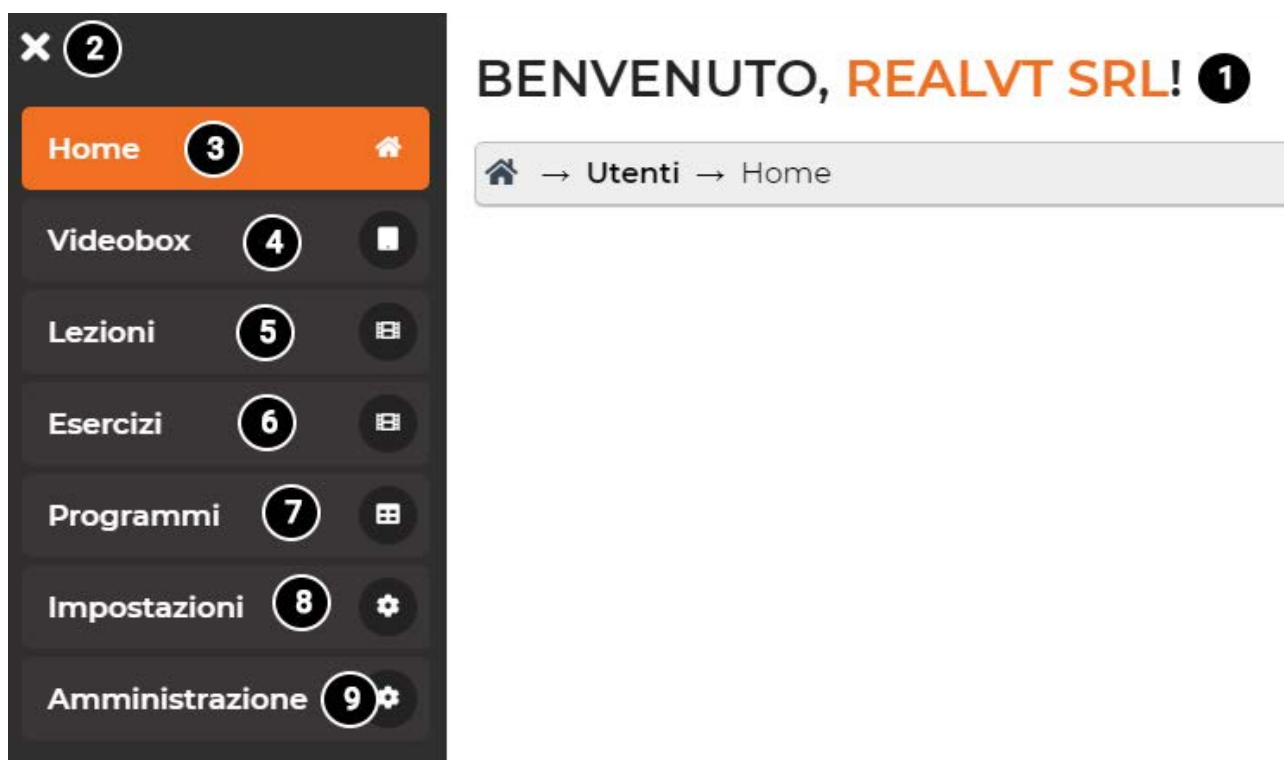 2
BENVENUTO, REALVT SRL! 1
Home 3
→ Utenti → Home
Videobox 4
Lezioni 5
Esercizi 6
Programmi 7
Impostazioni 8
Amministrazione 9